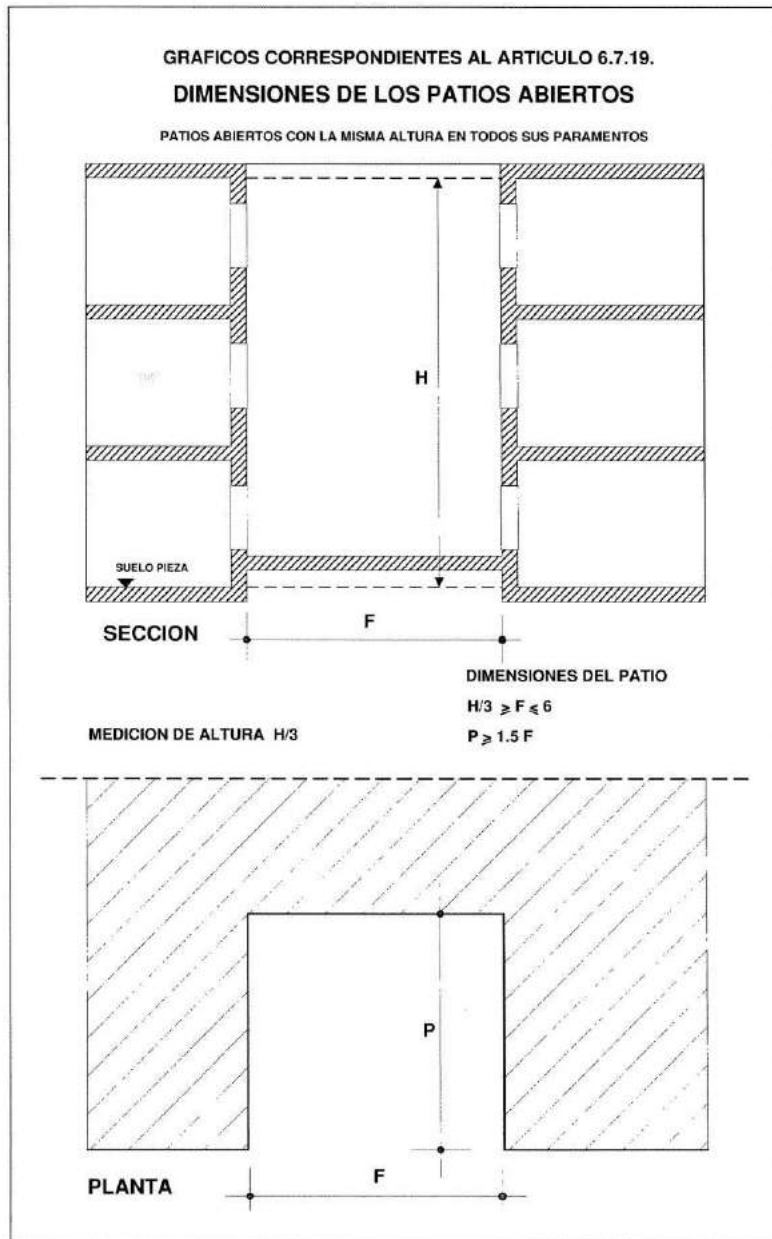 GRAFICOS CORRESPONDIENTES AL ARTICULO 6.7.19.
DIMENSIONES DE LOS PATIOS ABIERTOS
PATIOS ABIERTOS CON LA MISMA ALTURA EN TODOS SUS PARAMENTOS
H
SUELO PIEZA
SECCION
F
DIMENSIONES DEL PATIO
H/3 ⩾ F ⩽ 6
MEDICION DE ALTURA H/3
P ⩾ 1.5 F
P
PLANTA
F